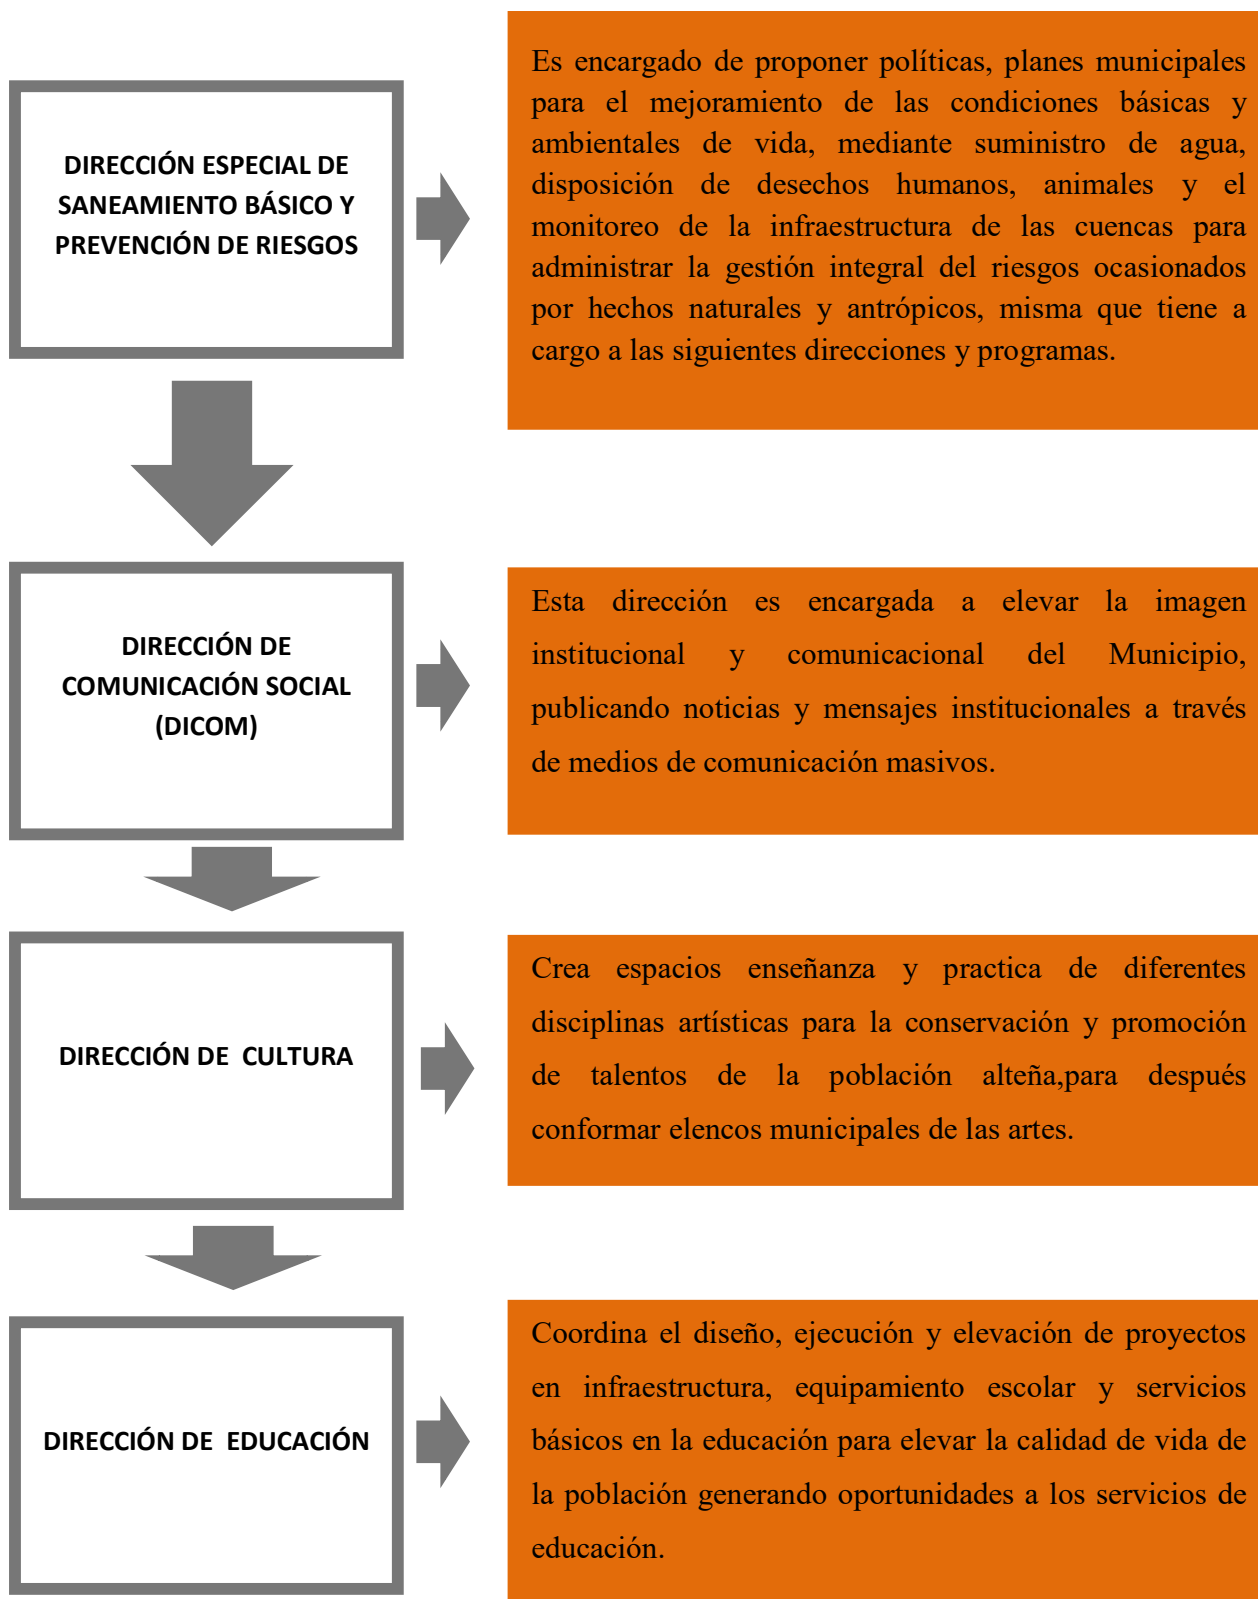 DIRECCIÓN ESPECIAL DE
SANEAMIENTO BÁSICO Y
PREVENCIÓN DE RIESGOS
Es encargado de proponer políticas, planes municipales
para el mejoramiento de las condiciones básicas y
ambientales de vida, mediante suministro de agua,
disposición de desechos humanos, animales y el
monitoreo de la infraestructura de las cuencas para
administrar la gestión integral del riesgos ocasionados
por hechos naturales y antrópicos, misma que tiene a
cargo a las siguientes direcciones y programas.
DIRECCIÓN DE
COMUNICACIÓN SOCIAL
(DICOM)
Esta dirección es encargada a elevar la imagen
institucional y comunicacional del Municipio,
publicando noticias y mensajes institucionales a través
de medios de comunicación masivos.
DIRECCIÓN DE CULTURA
Crea espacios enseñanza y practica de diferentes
disciplinas artísticas para la conservación y promoción
de talentos de la población alteña,para después
conformar elencos municipales de las artes.
DIRECCIÓN DE EDUCACIÓN
Coordina el diseño, ejecución y elevación de proyectos
en infraestructura, equipamiento escolar y servicios
básicos en la educación para elevar la calidad de vida de
la población generando oportunidades a los servicios de
educación.